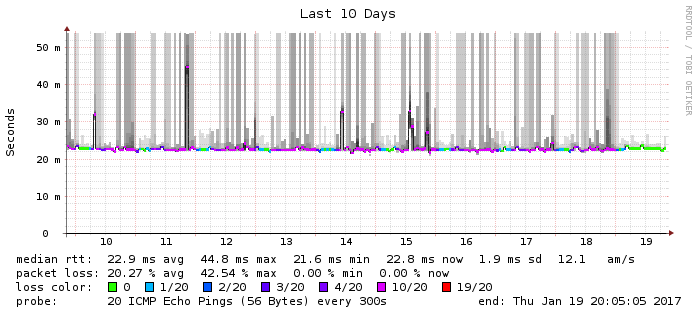 Last 10 Days
RRDTOOL / TOBI OETIKER
Seconds
50 m
40 m
30 m
20 m
10 m
0
10 11 12 13 14 15 16 17 18 19
median rtt: 22.9 ms avg 44.8 ms max 21.6 ms min 22.8 ms now 1.9 ms sd 12.1 am/s
packet loss: 20.27 % avg 42.54 % max 0.00 % min 0.00 % now
loss color: 0 1/20 2/20 3/20 4/20 10/20 19/20
probe: 20 ICMP Echo Pings (56 Bytes) every 300s end: Thu Jan 19 20:05:05 2017